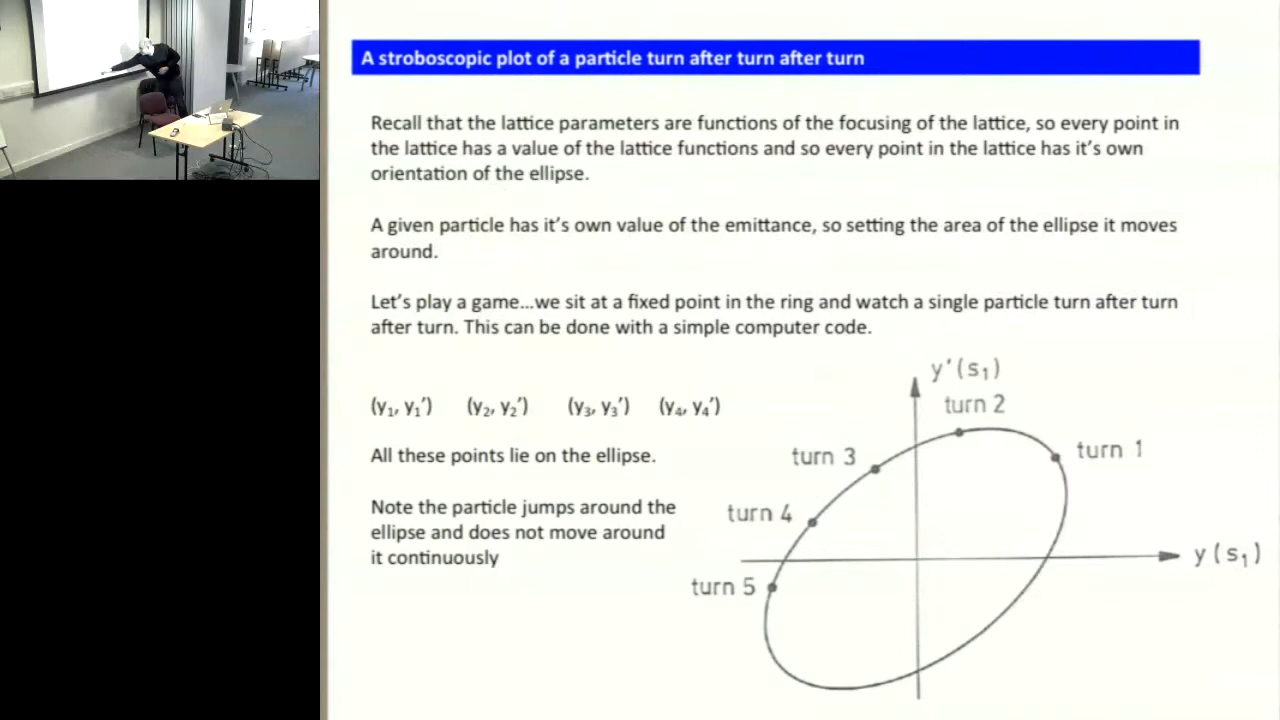 A stroboscopic plot of a particle turn after turn after turn
Recall that the lattice parameters are functions of the focusing of the lattice, so every point in
the lattice has a value of the lattice functions and so every point in the lattice has it's own
orientation of the ellipse.
A given particle has it's own value of the emittance, so setting the area of the ellipse it moves
around.
Let's play a game...we sit at a fixed point in the ring and watch a single particle turn after turn
after turn. This can be done with a simple computer code.
(y₁, y₁′) (y₂, y₂′) (y₃, y₃′) (y₄, y₄′)
All these points lie on the ellipse.
Note the particle jumps around the
ellipse and does not move around
it continuously
y′(s₁)
turn 2
turn 1
turn 3
turn 4
y(s₁)
turn 5